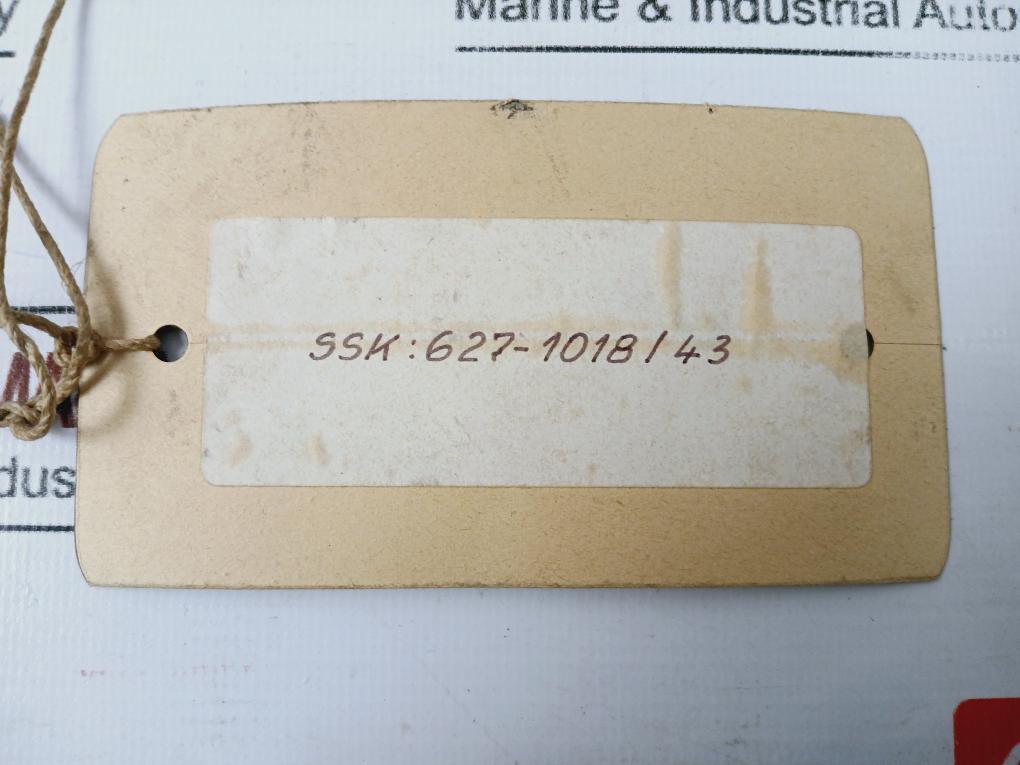 Marine & Industrial Auto
SSK:627-1018/43
dus